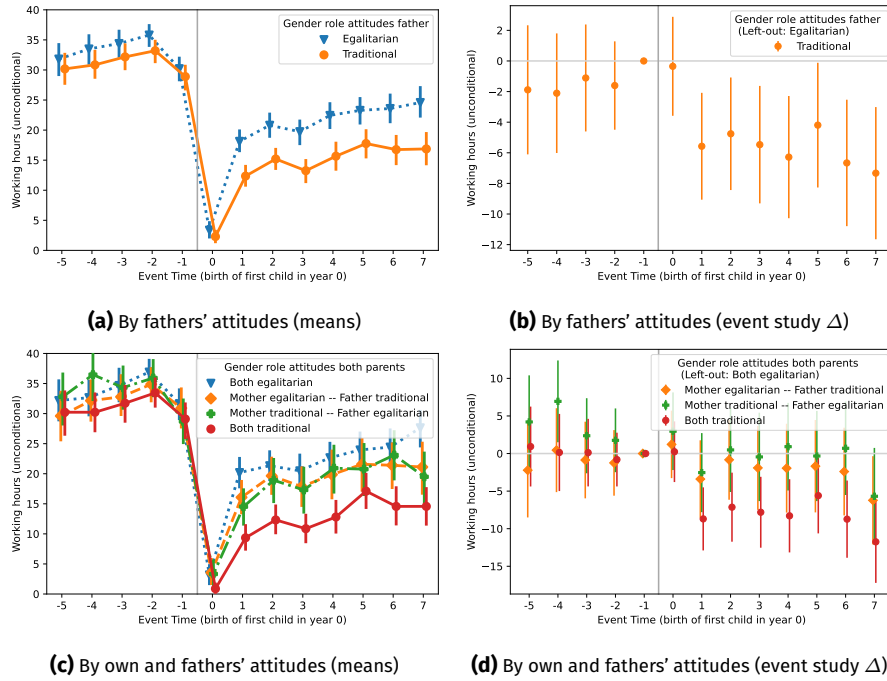 Gender role attitudes father
Egalitarian
Traditional
Working hours (unconditional)
40
35
30
25
20
15
10
5
0
-5 -4 -3 -2 -1 0 1 2 3 4 5 6 7
Event Time (birth of first child in year 0)
(a) By fathers’ attitudes (means)
Gender role attitudes father
(Left-out: Egalitarian)
Traditional
Working hours (unconditional)
2
0
−2
−4
−6
−8
−10
−12
-5 -4 -3 -2 -1 0 1 2 3 4 5 6 7
Event Time (birth of first child in year 0)
(b) By fathers’ attitudes (event study Δ)
Gender role attitudes both parents
Both egalitarian
Mother egalitarian -- Father traditional
Mother traditional -- Father egalitarian
Both traditional
Working hours (unconditional)
40
35
30
25
20
15
10
5
0
-5 -4 -3 -2 -1 0 1 2 3 4 5 6 7
Event Time (birth of first child in year 0)
(c) By own and fathers’ attitudes (means)
Gender role attitudes both parents
(Left-out: Both egalitarian)
Mother egalitarian -- Father traditional
Mother traditional -- Father egalitarian
Both traditional
Working hours (unconditional)
10
5
0
−5
−10
−15
-5 -4 -3 -2 -1 0 1 2 3 4 5 6 7
Event Time (birth of first child in year 0)
(d) By own and fathers’ attitudes (event study Δ)